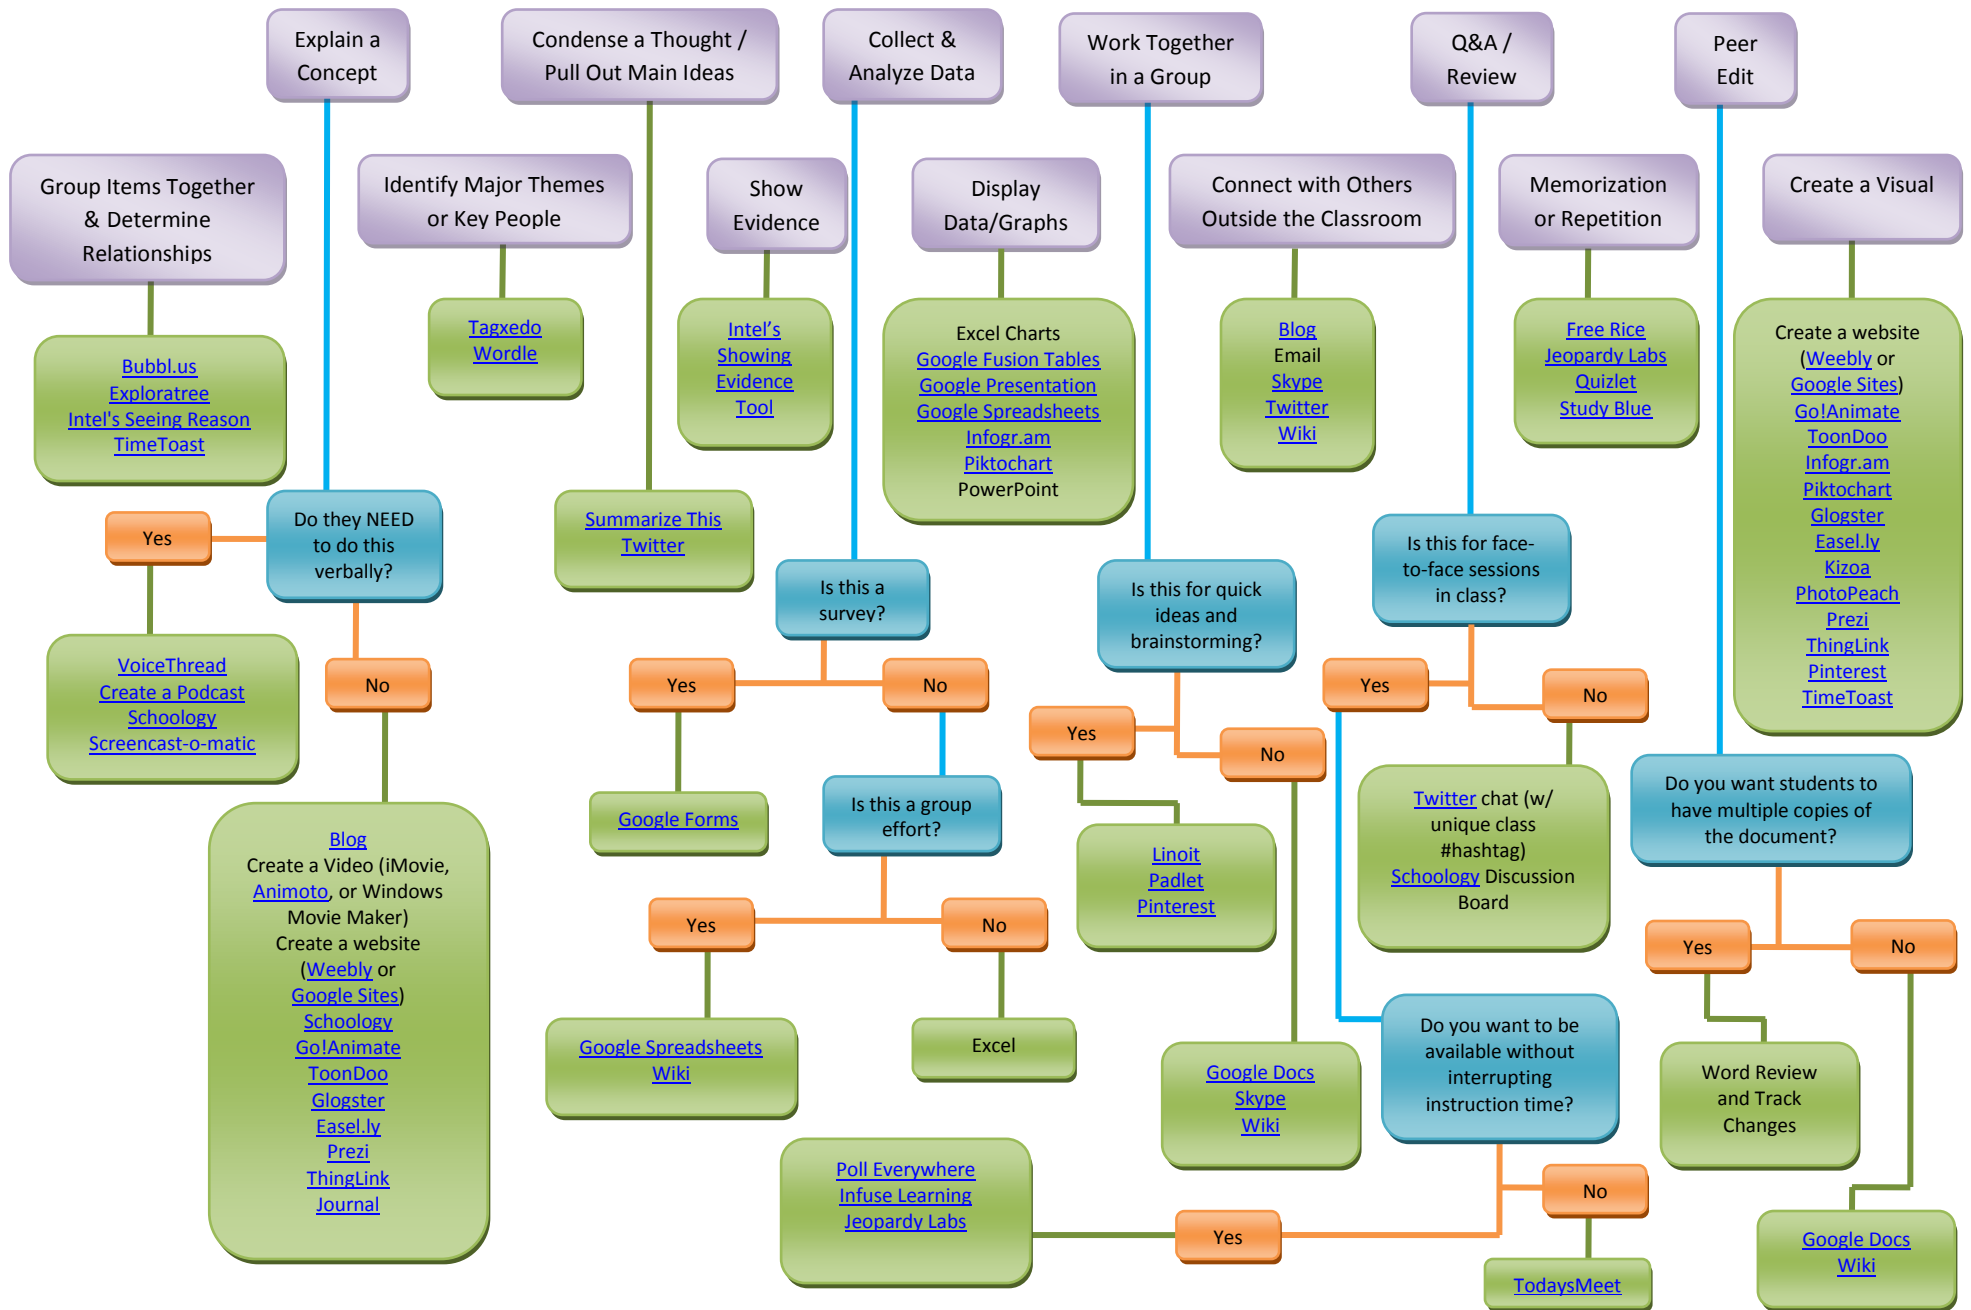 Explain a
Concept
Condense a Thought /
Pull Out Main Ideas
Collect &
Analyze Data
Work Together
in a Group
Q&A /
Review
Peer
Edit
Group Items Together
& Determine
Relationships
Identify Major Themes
or Key People
Show
Evidence
Display
Data/Graphs
Connect with Others
Outside the Classroom
Memorization
or Repetition
Create a Visual
Bubbl.us
Exploratree
Intel's Seeing Reason
TimeToast
Tagxedo
Wordle
Intel’s
Showing
Evidence
Tool
Excel Charts
Google Fusion Tables
Google Presentation
Google Spreadsheets
Infogr.am
Piktochart
PowerPoint
Blog
Email
Skype
Twitter
Wiki
Free Rice
Jeopardy Labs
Quizlet
Study Blue
Create a website
(Weebly or
Google Sites)
Go!Animate
ToonDoo
Infogr.am
Piktochart
Glogster
Easel.ly
Kizoa
PhotoPeach
Prezi
ThingLink
Pinterest
TimeToast
Yes
Do they NEED
to do this
verbally?
Summarize This
Twitter
Is this a
survey?
Is this for quick
ideas and
brainstorming?
Is this for face-
to-face sessions
in class?
VoiceThread
Create a Podcast
Schoology
Screencast-o-matic
No
Yes
No
Yes
No
Yes
No
Google Forms
Is this a group
effort?
Twitter chat (w/
unique class
#hashtag)
Schoology Discussion
Board
Do you want students to
have multiple copies of
the document?
Blog
Create a Video (iMovie,
Animoto, or Windows
Movie Maker)
Create a website
(Weebly or
Google Sites)
Schoology
Go!Animate
ToonDoo
Glogster
Easel.ly
Prezi
ThingLink
Journal
Linoit
Padlet
Pinterest
Yes
No
Yes
No
Google Spreadsheets
Wiki
Excel
Google Docs
Skype
Wiki
Do you want to be
available without
interrupting
instruction time?
Word Review
and Track
Changes
Poll Everywhere
Infuse Learning
Jeopardy Labs
Yes
No
TodaysMeet
Google Docs
Wiki